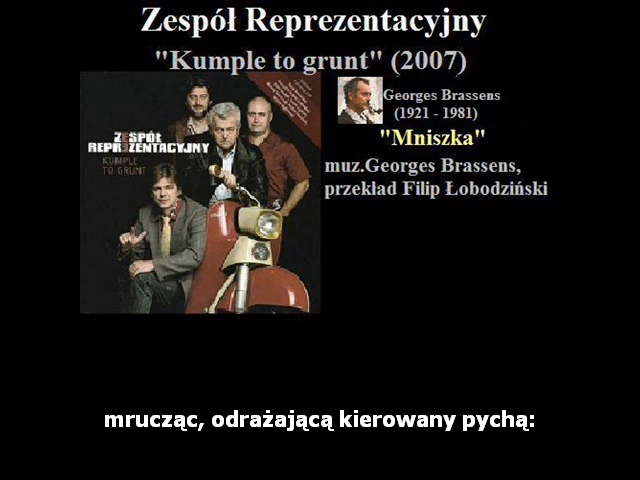 Zespół Reprezentacyjny
"Kumple to grunt" (2007)
Georges Brassens
(1921 - 1981)
"Mniszka"
muz.Georges Brassens,
przekład Filip Łobodziński
ZESPÓŁ
REPREZENTACYJNY
KUMPLE
TO GRUNT
mrucząc, odrażającą kierowany pychą: